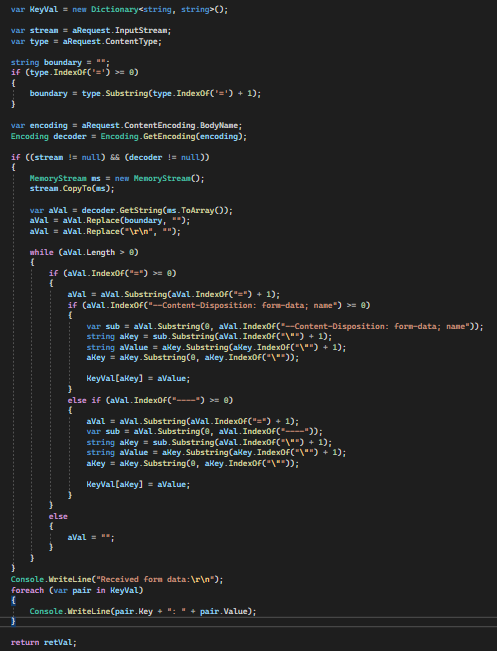 var KeyVal = new Dictionary<string, string>();
var stream = aRequest.InputStream;
var type = aRequest.ContentType;
string boundary = "";
if (type.IndexOf('=') >= 0)
{
boundary = type.Substring(type.IndexOf('=') + 1);
}
var encoding = aRequest.ContentEncoding.BodyName;
Encoding decoder = Encoding.GetEncoding(encoding);
if ((stream != null) && (decoder != null))
{
MemoryStream ms = new MemoryStream();
stream.CopyTo(ms);
var aVal = decoder.GetString(ms.ToArray());
aVal = aVal.Replace(boundary, "");
aVal = aVal.Replace("\r\n", "");
while (aVal.Length > 0)
{
if (aVal.IndexOf("=") >= 0)
{
aVal = aVal.Substring(aVal.IndexOf("=") + 1);
if (aVal.IndexOf("--Content-Disposition: form-data; name") >= 0)
{
var sub = aVal.Substring(0, aVal.IndexOf("--Content-Disposition: form-data; name"));
string aKey = sub.Substring(aVal.IndexOf("\"") + 1);
string aValue = aKey.Substring(aKey.IndexOf("\"") + 1);
aKey = aKey.Substring(0, aKey.IndexOf("\""));
KeyVal[aKey] = aValue;
}
else if (aVal.IndexOf("----") >= 0)
{
aVal = aVal.Substring(aVal.IndexOf("=") + 1);
var sub = aVal.Substring(0, aVal.IndexOf("----"));
string aKey = sub.Substring(aVal.IndexOf("\"") + 1);
string aValue = aKey.Substring(aKey.IndexOf("\"") + 1);
aKey = aKey.Substring(0, aKey.IndexOf("\""));
KeyVal[aKey] = aValue;
}
}
else
{
aVal = "";
}
}
}
Console.WriteLine("Received form data:\r\n");
foreach (var pair in KeyVal)
{
Console.WriteLine(pair.Key + ": " + pair.Value);
}
return retVal;